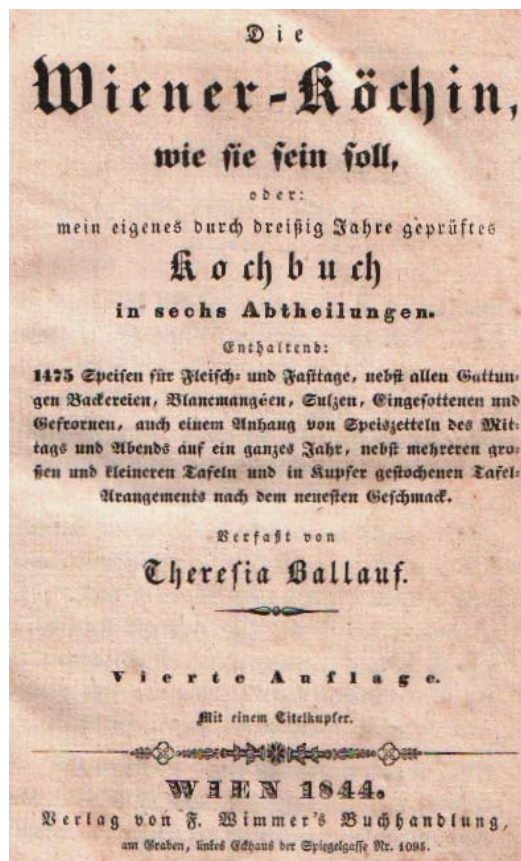 Die
Wiener-Köchin,
wie sie sein soll,
oder:
mein eigenes durch dreißig Jahre geprüftes
Kochbuch
in sechs Abtheilungen.
Enthaltend:
1475 Speisen für Fleisch- und Fasttage, nebst allen Gattun-
gen Backereien, Blancmangéen, Sulzen, Eingesottenen und
Gefrornen, auch einem Anhang von Speiszetteln des Mit-
tags und Abends auf ein ganzes Jahr, nebst mehreren gro-
ßen und kleineren Tafeln und in Kupfer gestochenen Tafel-
Arangements nach dem neuesten Geschmack.
Verfaßt von
Theresia Ballauf.
Vierte Auflage.
Mit einem Titelkupfer.
WIEN 1844.
Verlag von F. Wimmer's Buchhandlung,
am Graben, linkes Eckhaus der Spiegelgasse Nr. 1095.